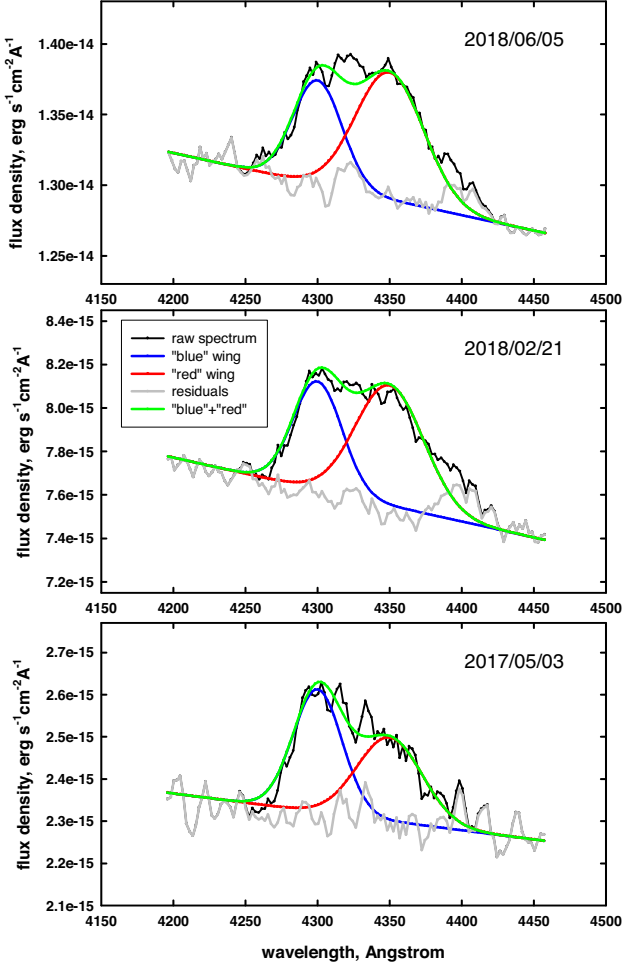 2018/06/05
1.40e-14
1.35e-14
1.30e-14
1.25e-14
flux density, erg s⁻¹cm⁻²A⁻¹
4150 4200 4250 4300 4350 4400 4450 4500
2018/02/21
raw spectrum
"blue" wing
"red" wing
residuals
"blue"+"red"
8.4e-15
8.2e-15
8.0e-15
7.8e-15
7.6e-15
7.4e-15
7.2e-15
flux density, erg s⁻¹cm⁻²A⁻¹
4150 4200 4250 4300 4350 4400 4450 4500
2017/05/03
2.7e-15
2.6e-15
2.5e-15
2.4e-15
2.3e-15
2.2e-15
2.1e-15
flux density, erg s⁻¹cm⁻²A⁻¹
4150 4200 4250 4300 4350 4400 4450 4500
wavelength, Angstrom